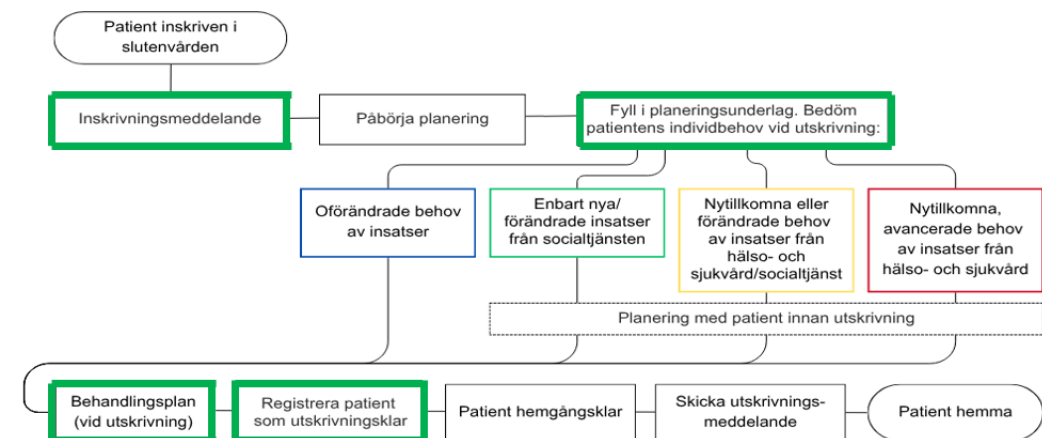 Patient inskriven i
slutenvården
Inskrivningsmeddelande
Påbörja planering
Fyll i planeringsunderlag. Bedöm
patientens individbehov vid utskrivning:
Oförändrade behov
av insatser
Enbart nya/
förändrade insatser
från socialtjänsten
Nytillkomna eller
förändrade behov
av insatser från
hälso- och
sjukvård/socialtjänst
Nytillkomna,
avancerade behov
av insatser från
hälso- och sjukvård
Planering med patient innan utskrivning
Behandlingsplan
(vid utskrivning)
Registrera patient
som utskrivningsklar
Patient hemgångsklar
Skicka utskrivnings-
meddelande
Patient hemma